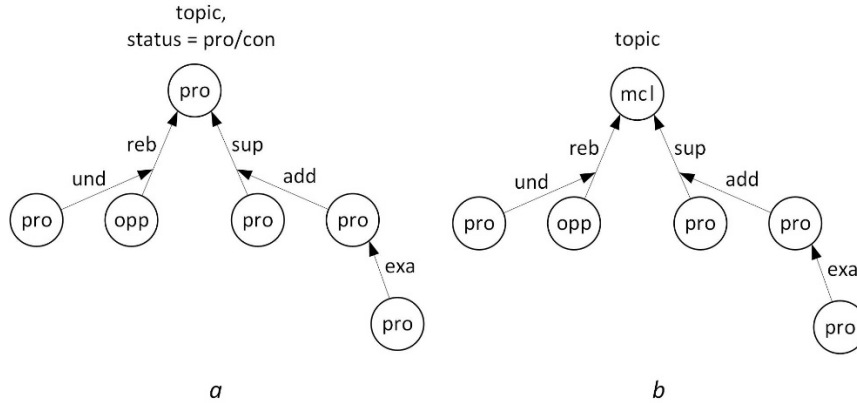 topic,
status = pro/con
pro
reb
sup
und
add
pro
opp
pro
pro
exa
pro
a
topic
mcl
reb
sup
und
add
pro
opp
pro
pro
exa
pro
b